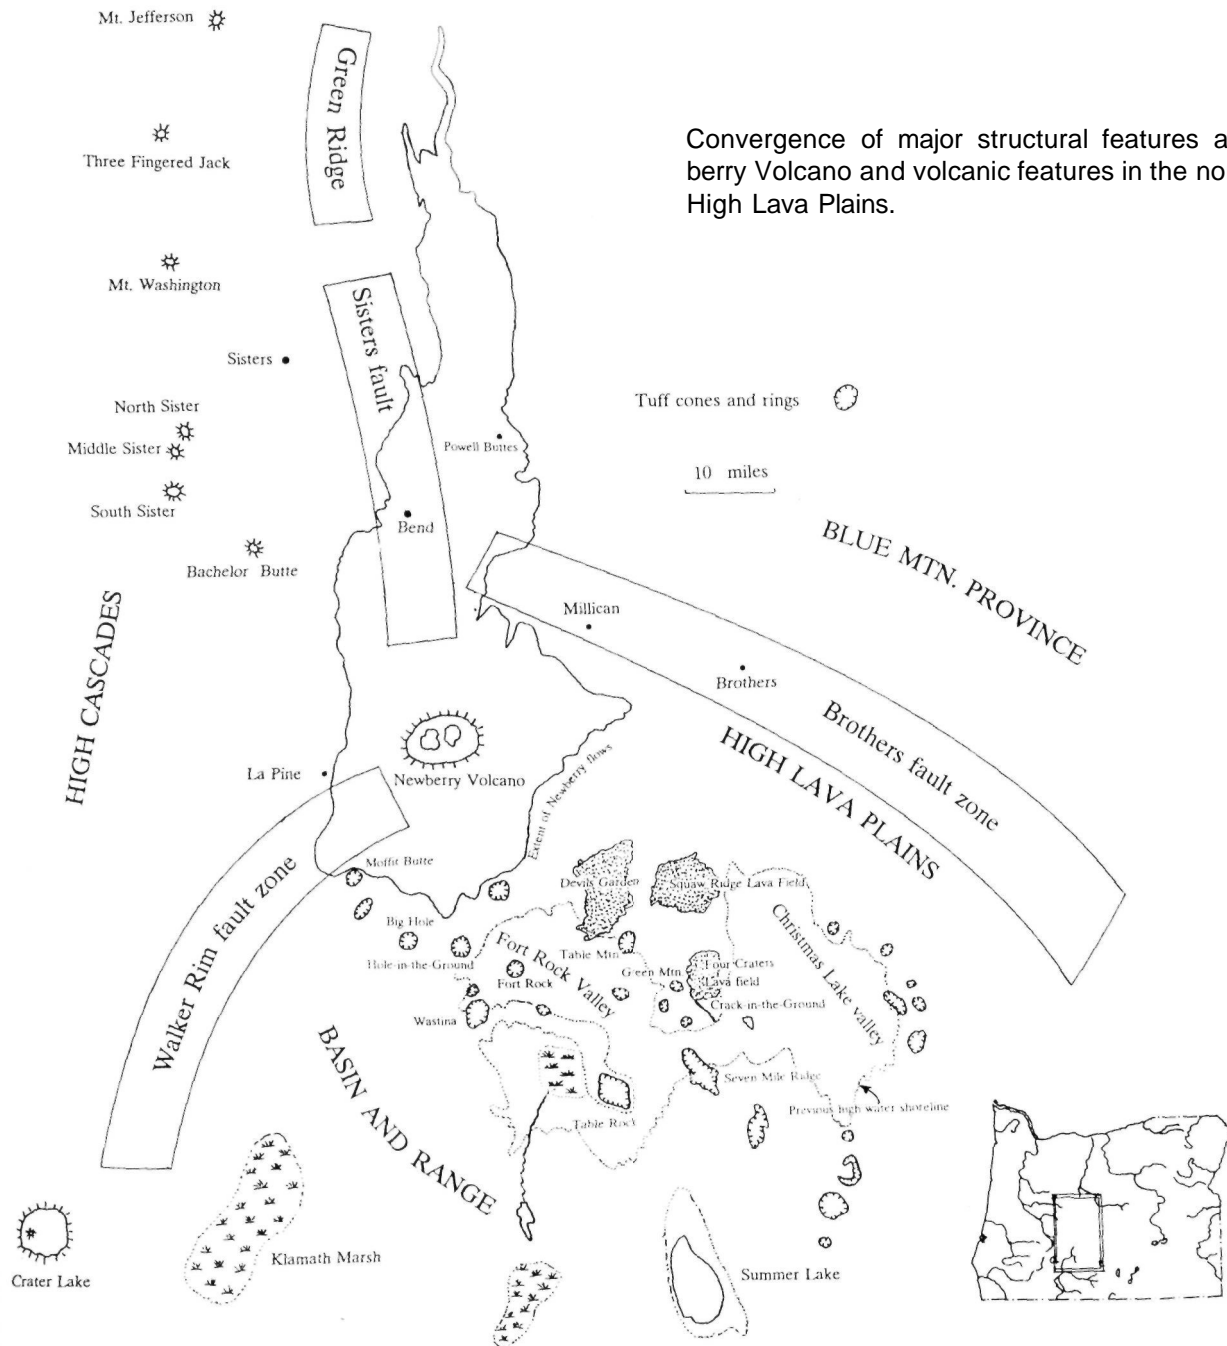 Mt. Jefferson
Green Ridge
Convergence of major structural features a
berry Volcano and volcanic features in the no
High Lava Plains.
Three Fingered Jack
Mt. Washington
Sisters fault
Sisters
North Sister
Middle Sister
South Sister
Bachelor Butte
Tuff cones and rings
Powell Buttes
10 miles
Bend
BLUE MTN. PROVINCE
Millican
Brothers
Brothers fault zone
HIGH CASCADES
HIGH LAVA PLAINS
La Pine
Newberry Volcano
Extent of Newberry flows
Moffit Butte
Walker Rim fault zone
Devils Garden
Squaw Ridge Lava Field
Big Hole
Hole-in-the-Ground
Fort Rock Valley
Table Mtn.
Christmas Lake valley
Fort Rock
Green Mtn.
Four Craters
Lava field
Crack-in-the-Ground
Wastina
BASIN AND RANGE
Seven Mile Ridge
Previous high water shoreline
Table Rock
Crater Lake
Klamath Marsh
Summer Lake